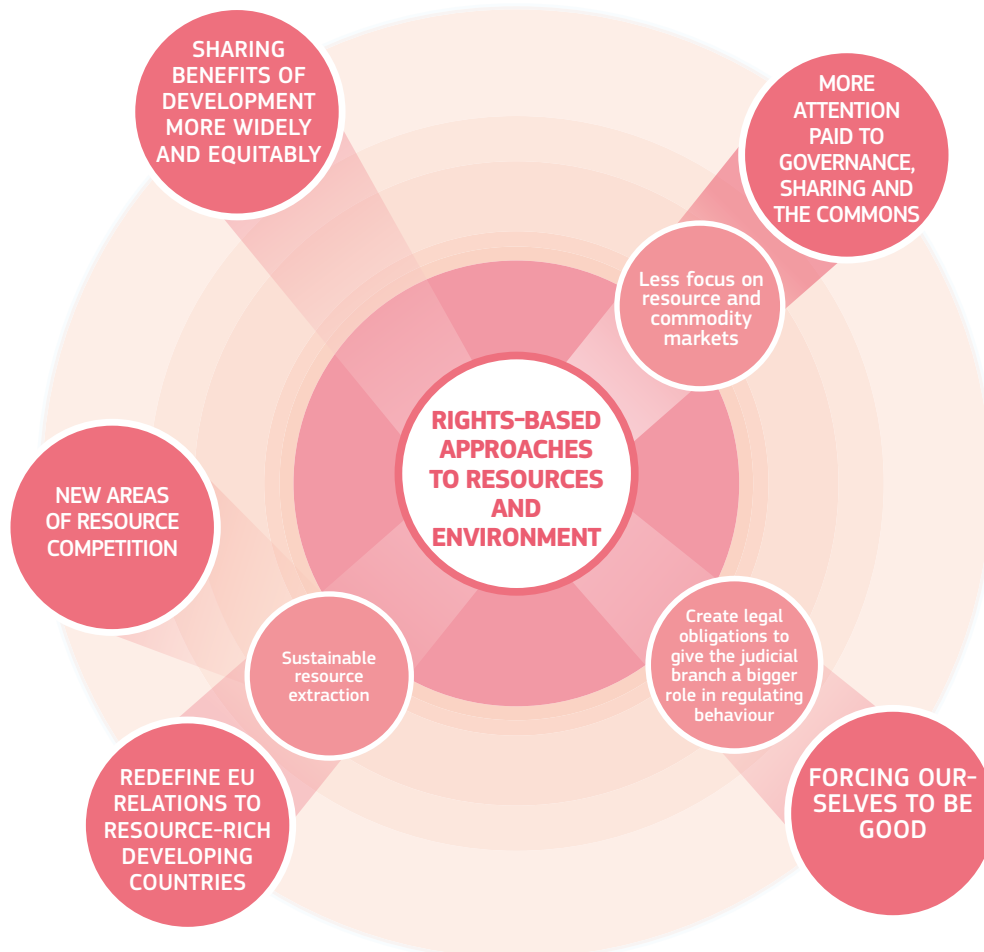 SHARING
BENEFITS OF
DEVELOPMENT
MORE WIDELY
AND EQUITABLY
MORE
ATTENTION
PAID TO
GOVERNANCE,
SHARING AND
THE COMMONS
Less focus on
resource and
commodity
markets
RIGHTS-BASED
APPROACHES
TO RESOURCES
AND
ENVIRONMENT
NEW AREAS
OF RESOURCE
COMPETITION
Sustainable
resource
extraction
Create legal
obligations to
give the judicial
branch a bigger
role in regulating
behaviour
REDEFINE EU
RELATIONS TO
RESOURCE-RICH
DEVELOPING
COUNTRIES
FORCING OUR-
SELVES TO BE
GOOD